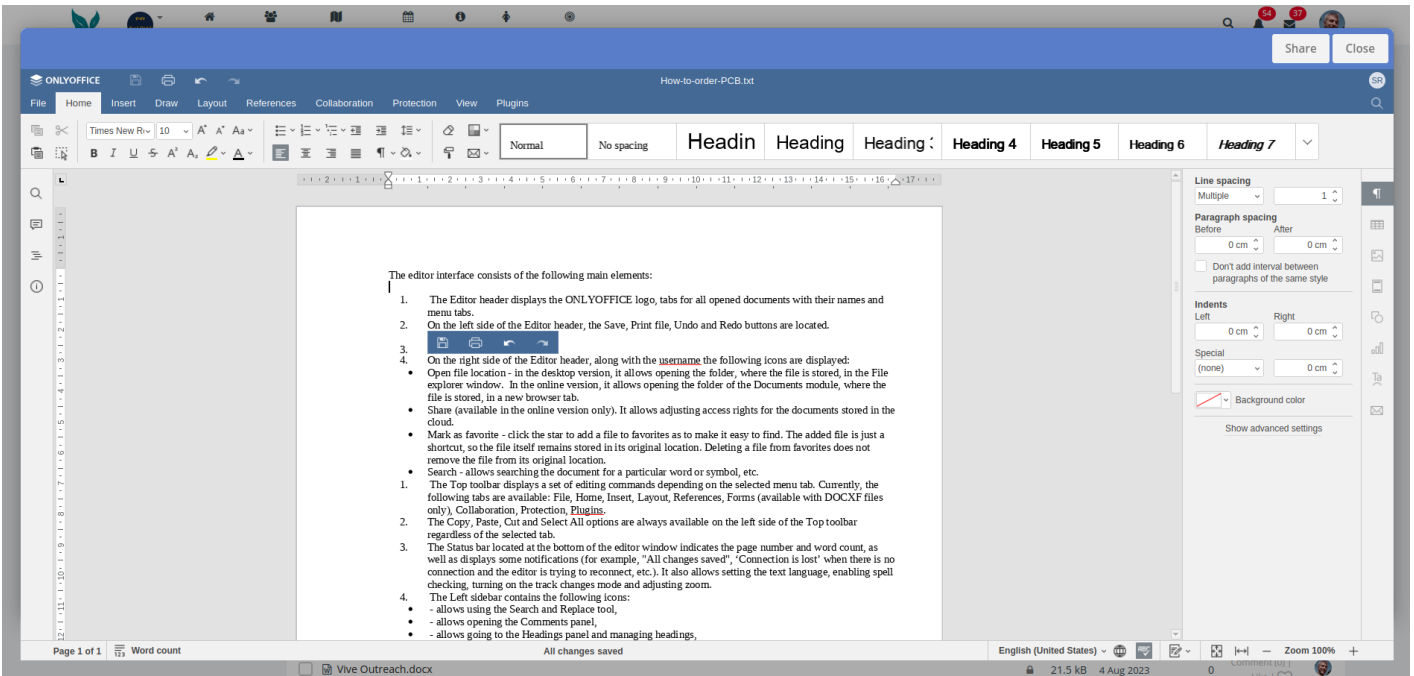 54
37
Share
Close
ONLYOFFICE
How-to-order-PCB.txt
SR
File
Home
Insert
Draw
Layout
References
Collaboration
Protection
View
Plugins
Times New R
10
Aa
Normal
No spacing
Headin
Heading
Heading
Heading 4
Heading 5
Heading 6
Heading 7
The editor interface consists of the following main elements:
1. The Editor header displays the ONLYOFFICE logo, tabs for all opened documents with their names and
menu tabs.
2. On the left side of the Editor header, the Save, Print file, Undo and Redo buttons are located.
3.
4. On the right side of the Editor header, along with the username the following icons are displayed:
• Open file location - in the desktop version, it allows opening the folder, where the file is stored, in the File
explorer window. In the online version, it allows opening the folder of the Documents module, where the
file is stored, in a new browser tab.
• Share (available in the online version only). It allows adjusting access rights for the documents stored in the
cloud.
• Mark as favorite - click the star to add a file to favorites as to make it easy to find. The added file is just a
shortcut, so the file itself remains stored in its original location. Deleting a file from favorites does not
remove the file from its original location.
• Search - allows searching the document for a particular word or symbol, etc.
1. The Top toolbar displays a set of editing commands depending on the selected menu tab. Currently, the
following tabs are available: File, Home, Insert, Layout, References, Forms (available with DOCXF files
only), Collaboration, Protection, Plugins.
2. The Copy, Paste, Cut and Select All options are always available on the left side of the Top toolbar
regardless of the selected tab.
3. The Status bar located at the bottom of the editor window indicates the page number and word count, as
well as displays some notifications (for example, "All changes saved", ‘Connection is lost’ when there is no
connection and the editor is trying to reconnect, etc.). It also allows setting the text language, enabling spell
checking, turning on the track changes mode and adjusting zoom.
4. The Left sidebar contains the following icons:
• - allows using the Search and Replace tool,
• - allows opening the Comments panel,
• - allows going to the Headings panel and managing headings,
Line spacing
Multiple 1
Paragraph spacing
Before After
0 cm 0 cm
Don't add interval between
paragraphs of the same style
Indents
Left Right
0 cm 0 cm
Special
(none) 0 cm
Background color
Show advanced settings
Page 1 of 1
Word count
All changes saved
English (United States)
Zoom 100%
Vive Outreach.docx
21.5 kB
4 Aug 2023
0
Comment (0)